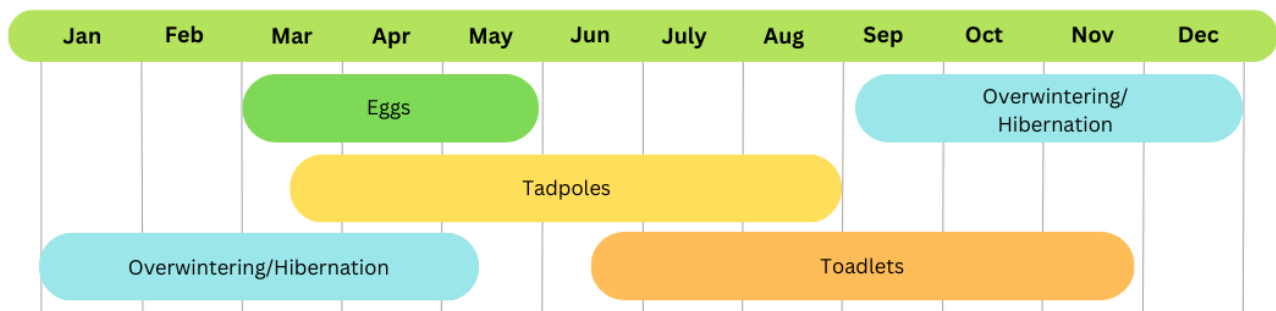 Jan Feb Mar Apr May Jun July Aug Sep Oct Nov Dec
Eggs
Overwintering/
Hibernation
Tadpoles
Overwintering/Hibernation
Toadlets